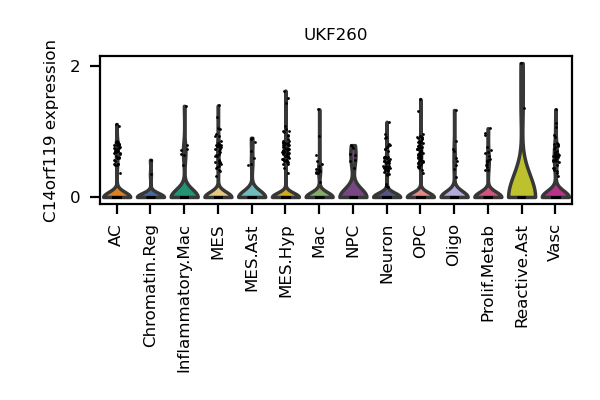 UKF260
C14orf119 expression
2
0
AC
Chromatin.Reg
Inflammatory.Mac
MES
MES.Ast
MES.Hyp
Mac
NPC
Neuron
OPC
Oligo
Prolif.Metab
Reactive.Ast
Vasc